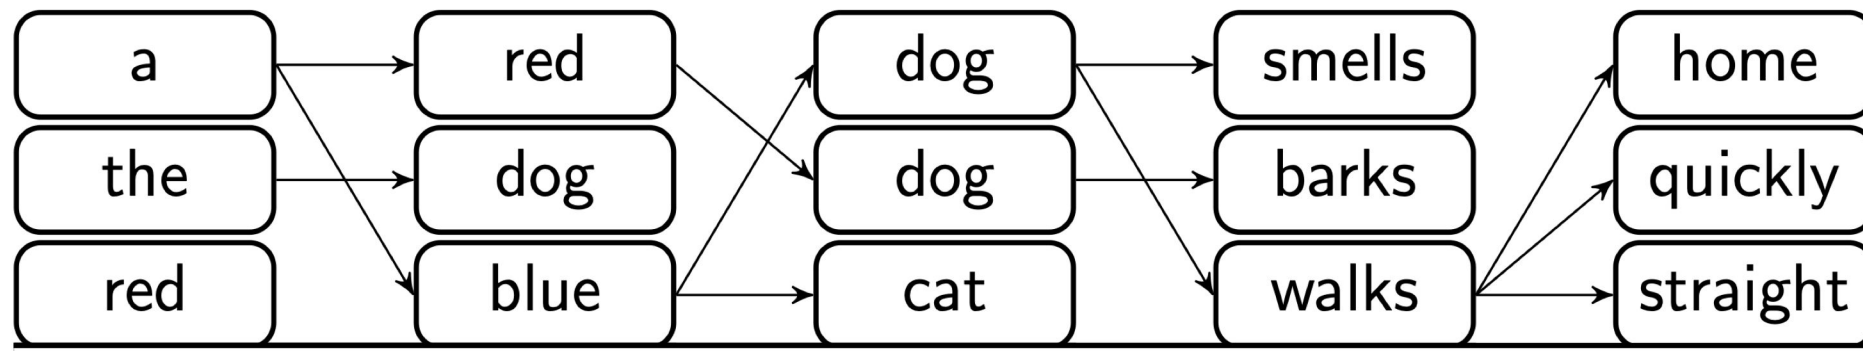 a red dog smells home
the dog dog barks quickly
red blue cat walks straight